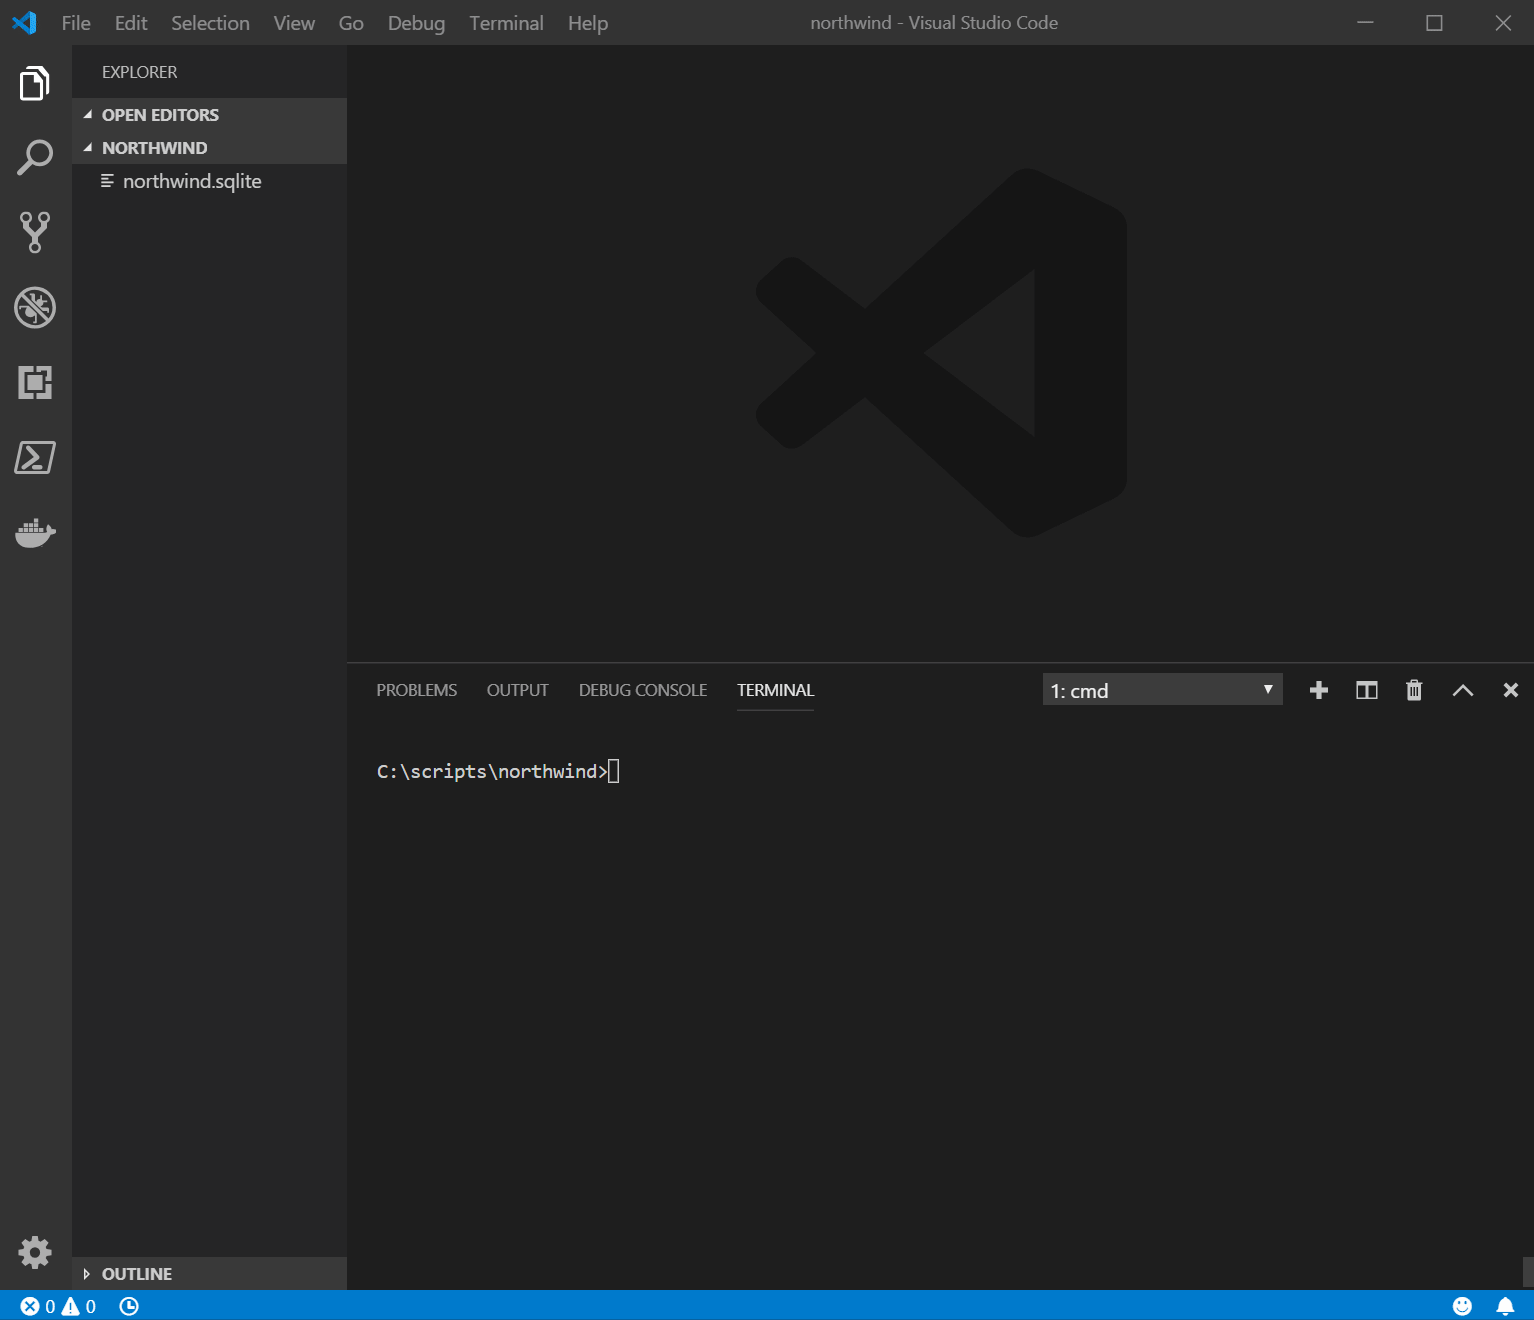 File Edit Selection View Go Debug Terminal Help northwind - Visual Studio Code
EXPLORER
OPEN EDITORS
NORTHWIND
northwind.sqlite
PROBLEMS OUTPUT DEBUG CONSOLE TERMINAL 1: cmd
C:\scripts\northwind>
OUTLINE
0 0